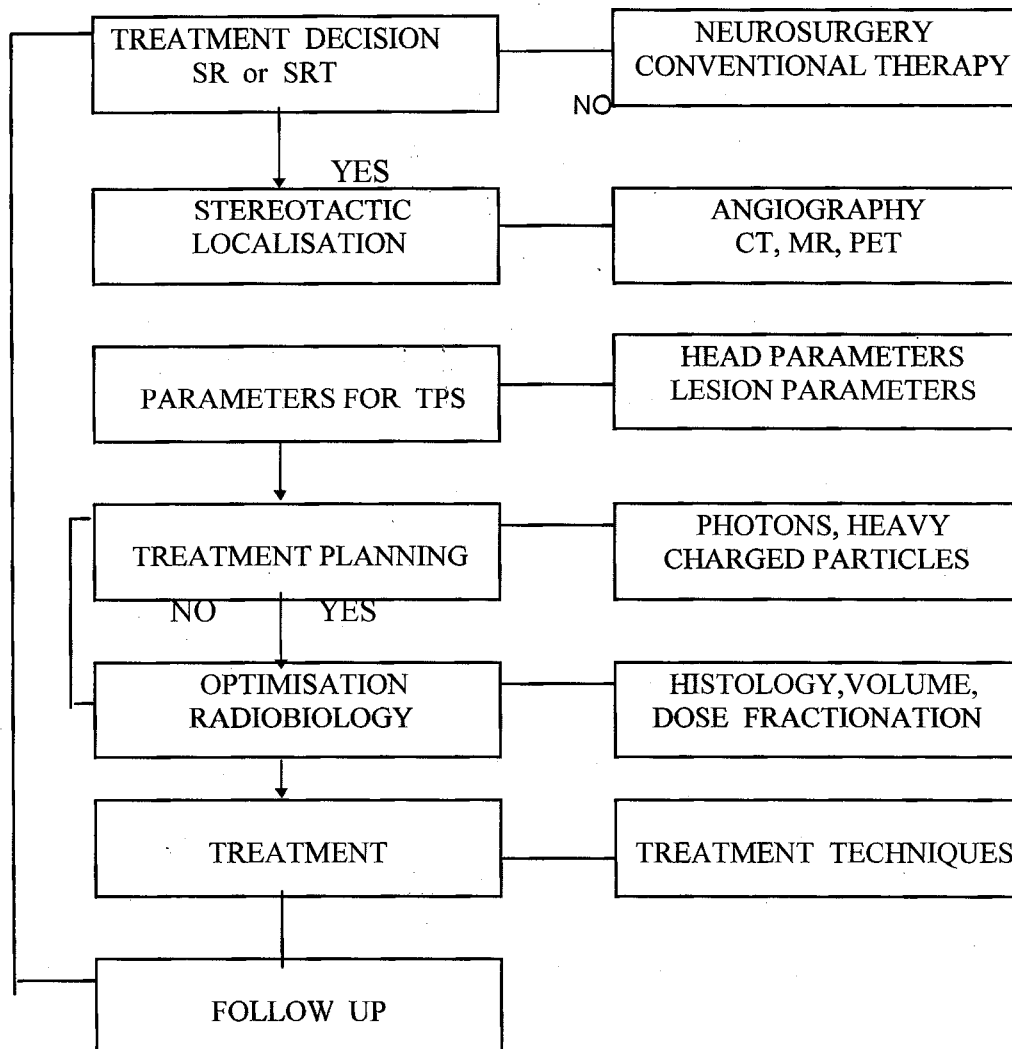 TREATMENT DECISION
SR or SRT
NEUROSURGERY
CONVENTIONAL THERAPY
NO
YES
STEREOTACTIC
LOCALISATION
ANGIOGRAPHY
CT, MR, PET
PARAMETERS FOR TPS
HEAD PARAMETERS
LESION PARAMETERS
TREATMENT PLANNING
PHOTONS, HEAVY
CHARGED PARTICLES
NO YES
OPTIMISATION
RADIOBIOLOGY
HISTOLOGY,VOLUME,
DOSE FRACTIONATION
TREATMENT
TREATMENT TECHNIQUES
FOLLOW UP